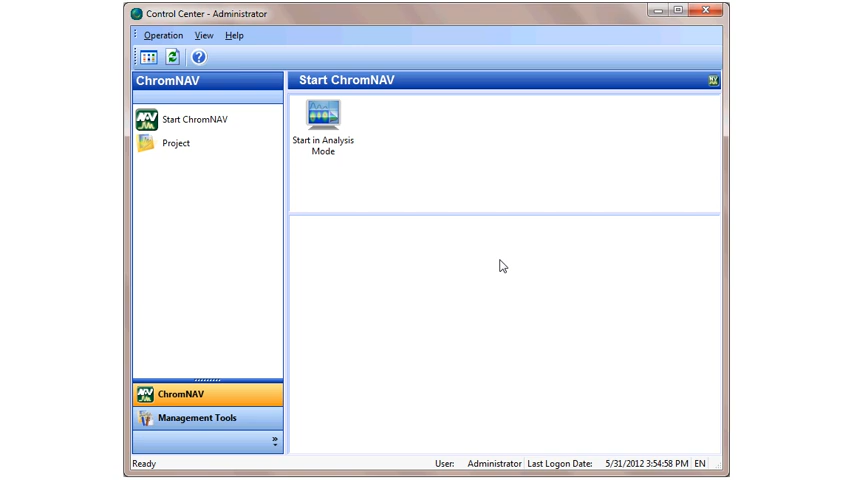 Control Center - Administrator
Operation View Help
ChromNAV
Start ChromNAV
Start ChromNAV
Project
Start in Analysis
Mode
ChromNAV
Management Tools
Ready
User: Administrator Last Logon Date: 5/31/2012 3:54:58 PM EN